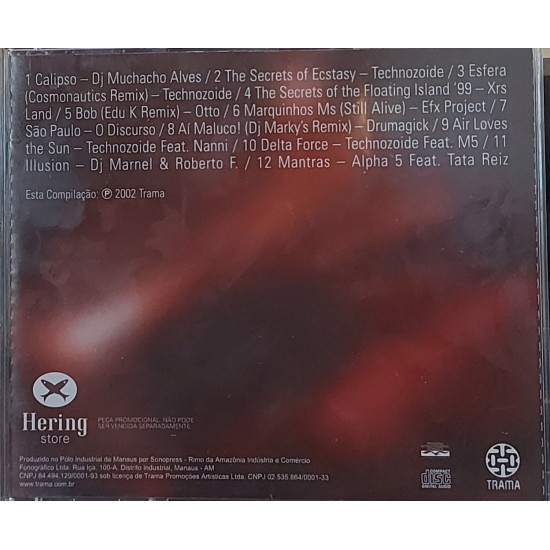 1 Calipso – Dj Muchacho Alves / 2 The Secrets of Ecstasy – Technozoide / 3 Esfera
(Cosmonautics Remix) – Technozoide / 4 The Secrets of the Floating Island '99 – Xrs
Land / 5 Bob (Edu K Remix) – Otto / 6 Marquinhos Ms (Still Alive) – Efx Project / 7
São Paulo – O Discurso / 8 Aí Maluco! (Dj Marky's Remix) – Drumagick / 9 Air Loves
the Sun – Technozoide Feat. Nanni / 10 Delta Force – Technozoide Feat. M5 / 11
Illusion – Dj Marnel & Roberto F. / 12 Mantras – Alpha 5 Feat. Tata Reiz
Esta Compilação: ℗ 2002 Trama
Hering
store
PEÇA PROMOCIONAL. NÃO PODE
SER VENDIDA SEPARADAMENTE.
Produzido no Pólo Industrial de Manaus por Sonopress - Rimo da Amazônia Indústria e Comércio
Fonográfico Ltda. Rua Iça, 100-A. Distrito Industrial, Manaus - AM
CNPJ 84.494.129/0001-93 sob licença de Trama Promoções Artísticas Ltda. CNPJ 02.535.864/0001-33
www.trama.com.br
COMPACT
disc
DIGITAL AUDIO
TRAMA